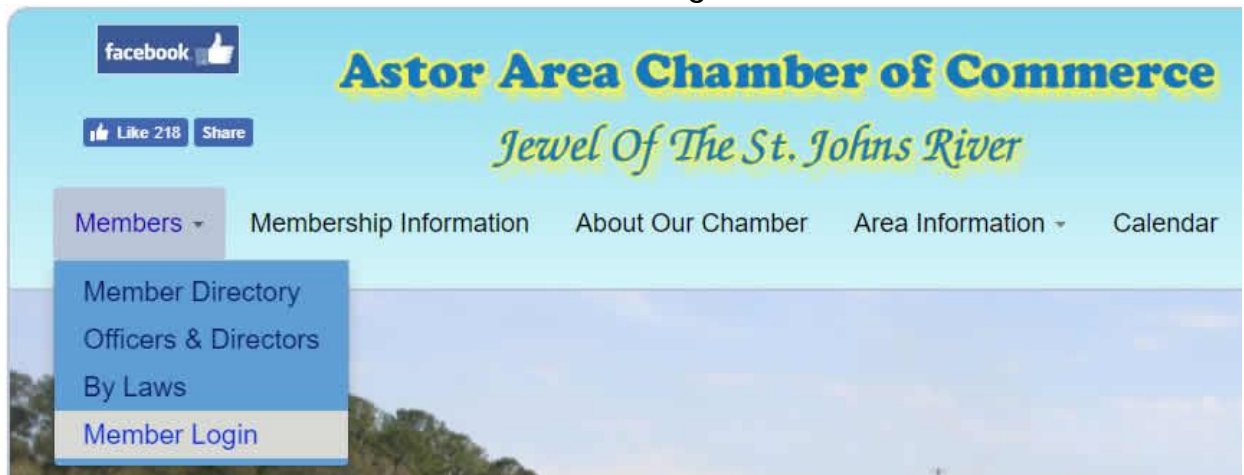 facebook
Astor Area Chamber of Commerce
Like 218 Share
Jewel Of The St. Johns River
Members Membership Information About Our Chamber Area Information Calendar
Member Directory
Officers & Directors
By Laws
Member Login